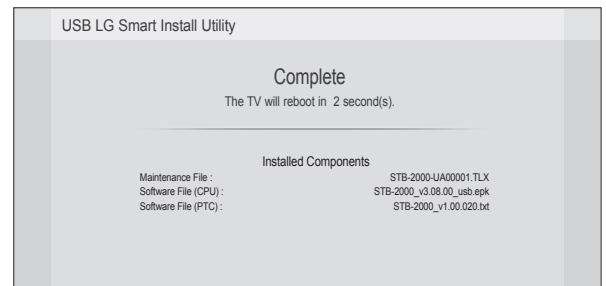 USB LG Smart Install Utility
Complete
The TV will reboot in 2 second(s).
Installed Components
Maintenance File : STB-2000-UA00001.TLX
Software File (CPU) : STB-2000_v3.08.00_usb.epk
Software File (PTC) : STB-2000_v1.00.020.txt